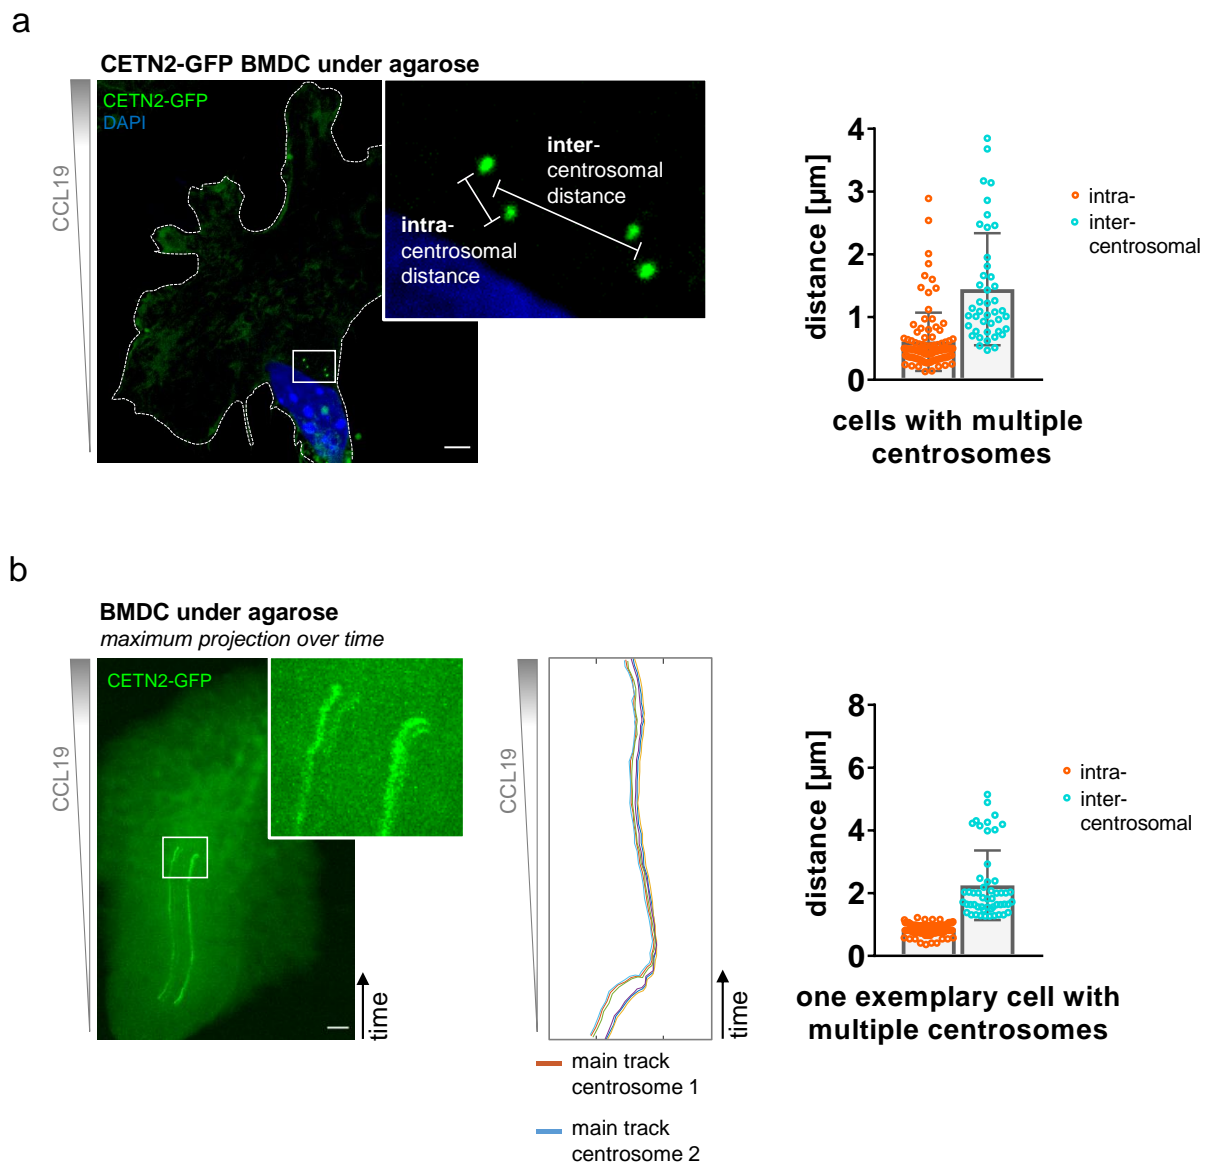 a
CETN2-GFP BMDC under agarose
CCL19
CETN2-GFP
DAPI
inter-
centrosomal
distance
intra-
centrosomal
distance
distance [µm]
4
3
2
1
0
intra-
inter-
centrosomal
cells with multiple
centrosomes
b
BMDC under agarose
maximum projection over time
CCL19
CETN2-GFP
time
CCL19
time
main track
centrosome 1
main track
centrosome 2
distance [µm]
8
6
4
2
0
intra-
inter-
centrosomal
one exemplary cell with
multiple centrosomes